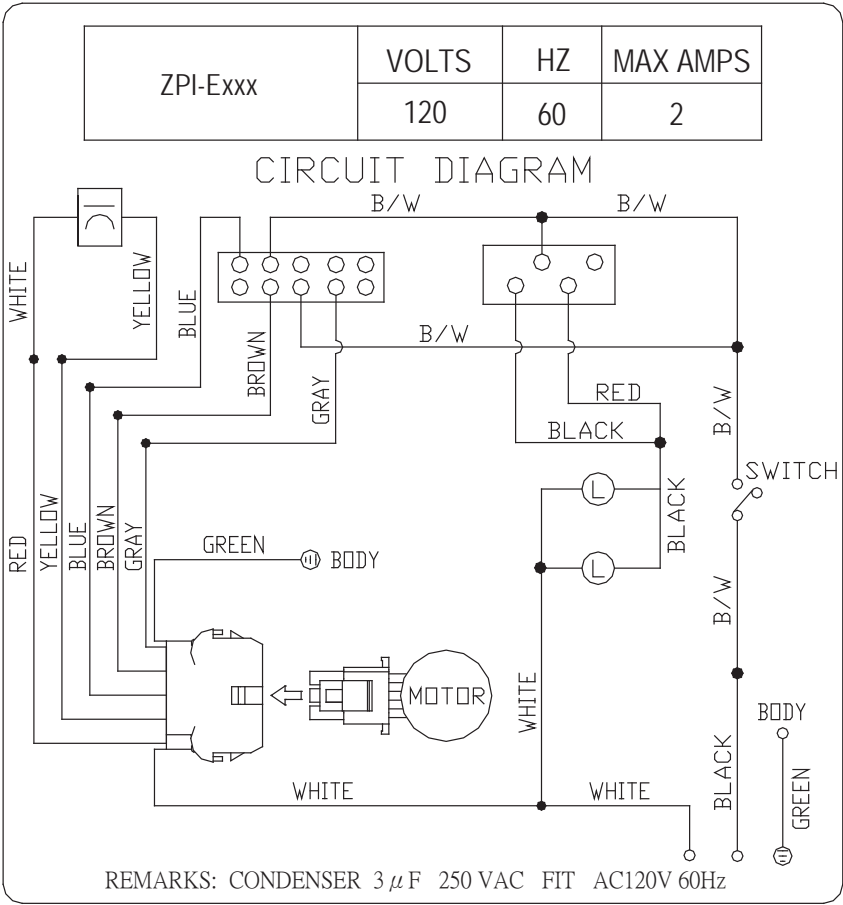 ZPI-Exxx
VOLTS HZ MAX AMPS
120 60 2
CIRCUIT DIAGRAM
B/W B/W
WHITE
YELLOW
BLUE
BROWN
GRAY
B/W
RED
BLACK
B/W
SWITCH
L
L
BLACK
RED
YELLOW
BLUE
BROWN
GRAY
GREEN
BODY
B/W
MOTOR
WHITE
BODY
BLACK
GREEN
WHITE WHITE
REMARKS: CONDENSER 3 μF 250 VAC FIT AC120V 60Hz